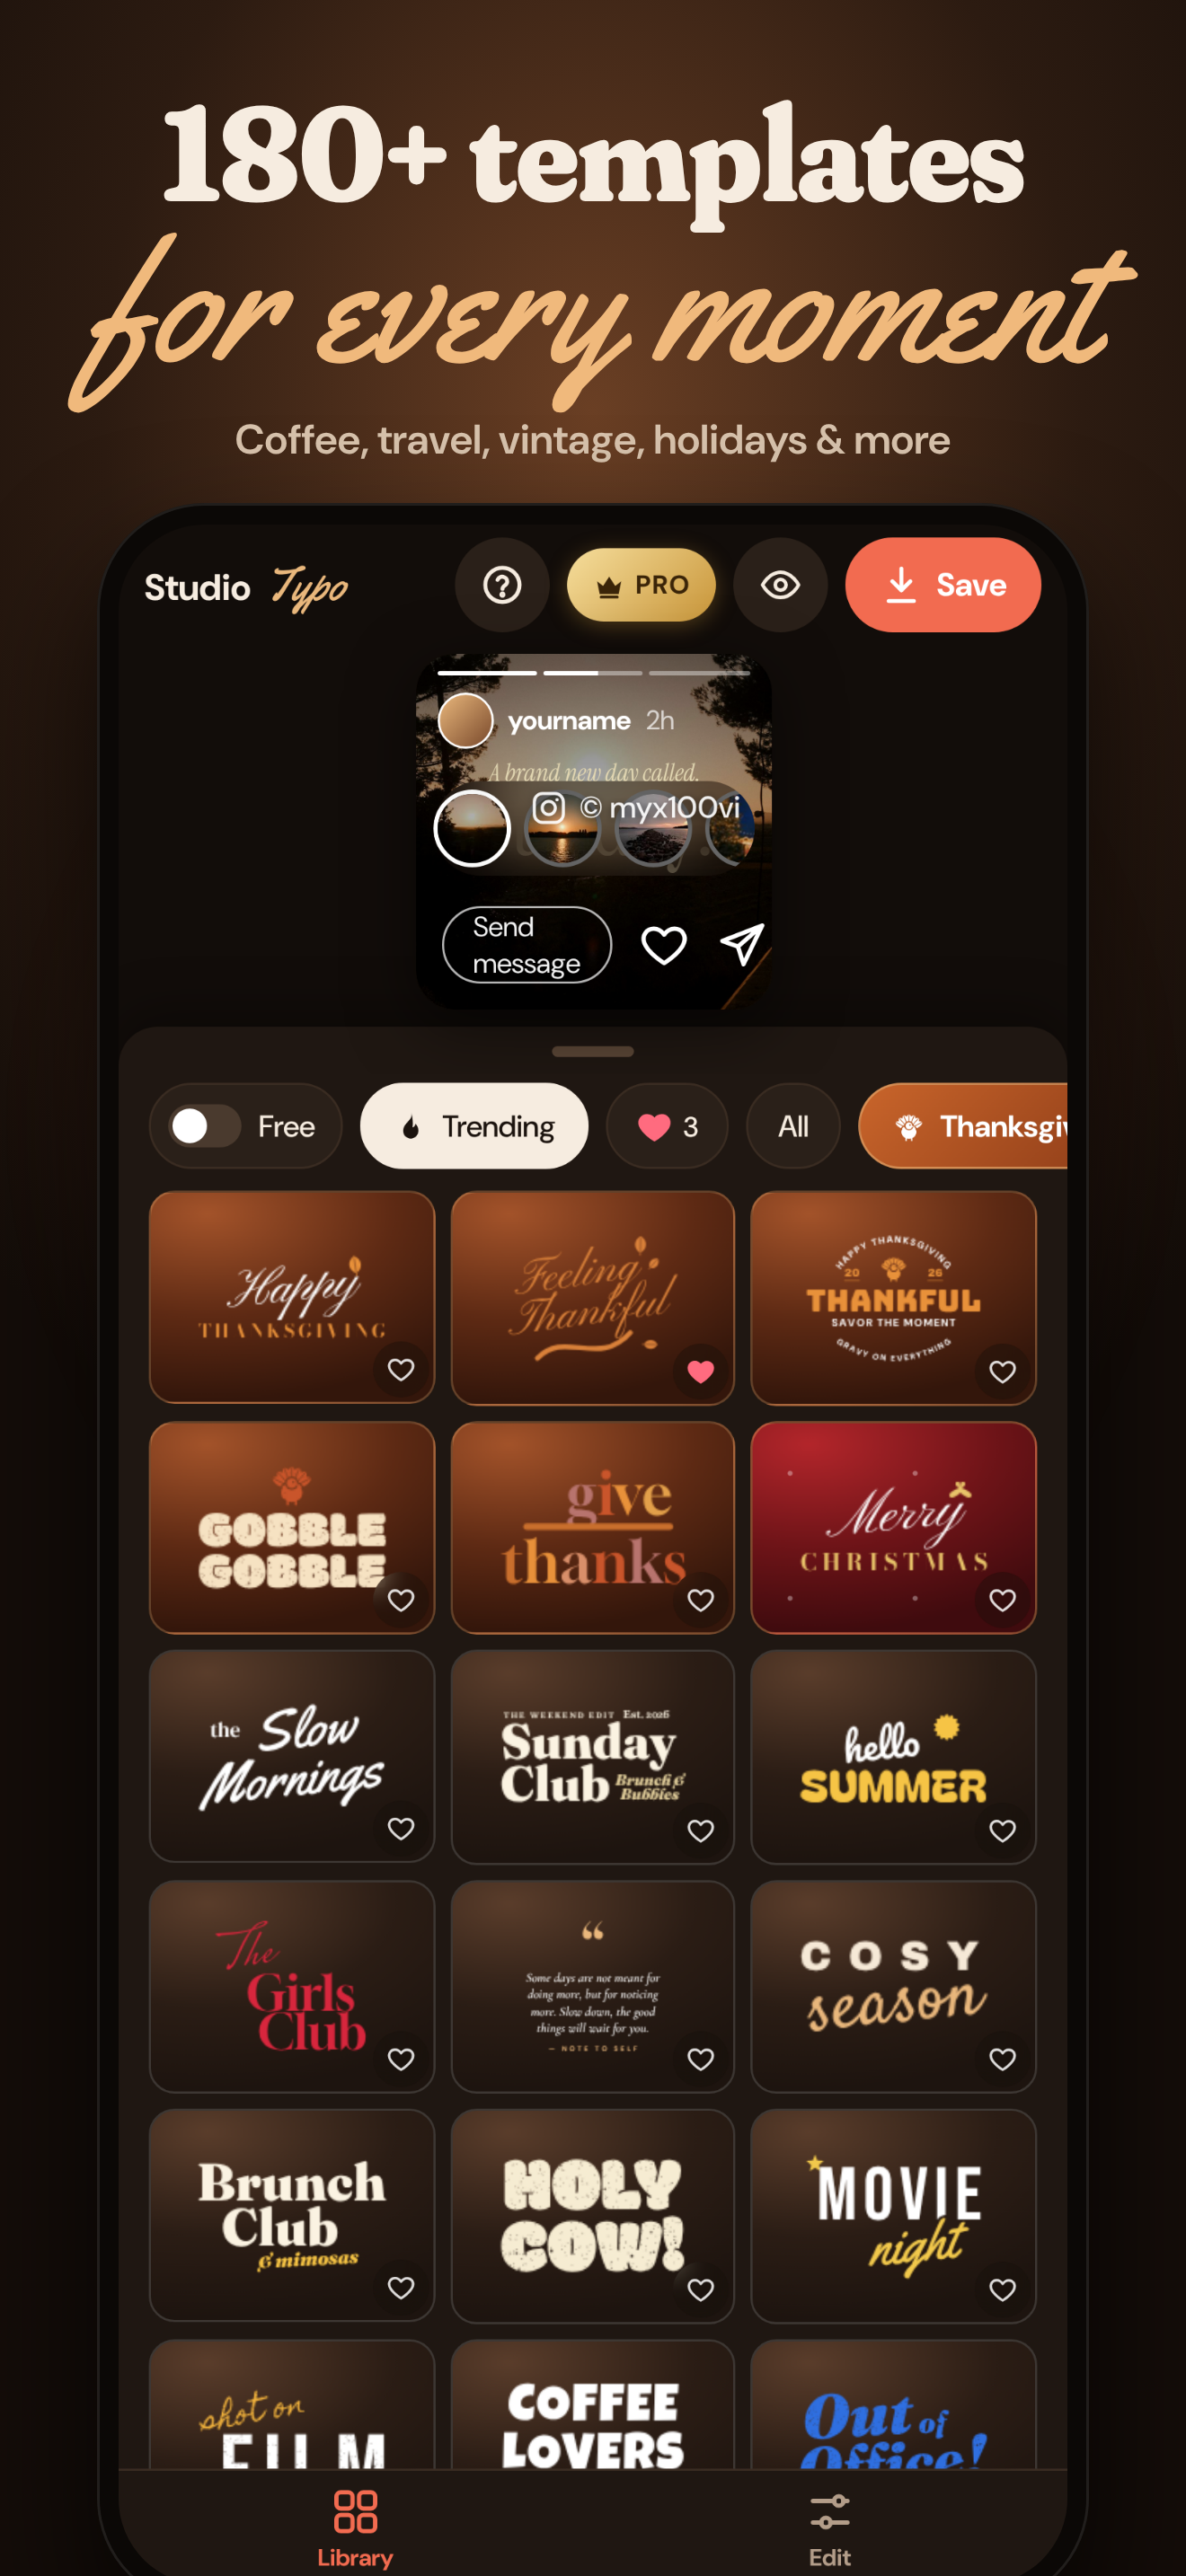 180+ templates
for every moment
Coffee, travel, vintage, holidays & more
Studio Typo
PRO
Save
yourname 2h
A brand new day called.
© myx100vi
Send
message
Free
Trending
3
All
Happy
THANKSGIVING
Feeling
Thankful
HAPPY THANKSGIVING
20 26
THANKFUL
SAVOR THE MOMENT
GRAVY ON EVERYTHING
GOBBLE
GOBBLE
give
thanks
Merry
CHRISTMAS
the Slow
Mornings
THE WEEKEND EDIT Est. 2026
Sunday
Club Brunch &
Bubbies
hello
SUMMER
The
Girls
Club
“
Some days are not meant for
doing more, but for noticing
more. Slow down, the good
things will wait for you.
— NOTE TO SELF
COSY
season
Brunch
Club
& mimosas
HOLY
COW!
MOVIE
night
shot on
FILM
COFFEE
LOVERS
Out of
Office!
Library
Edit